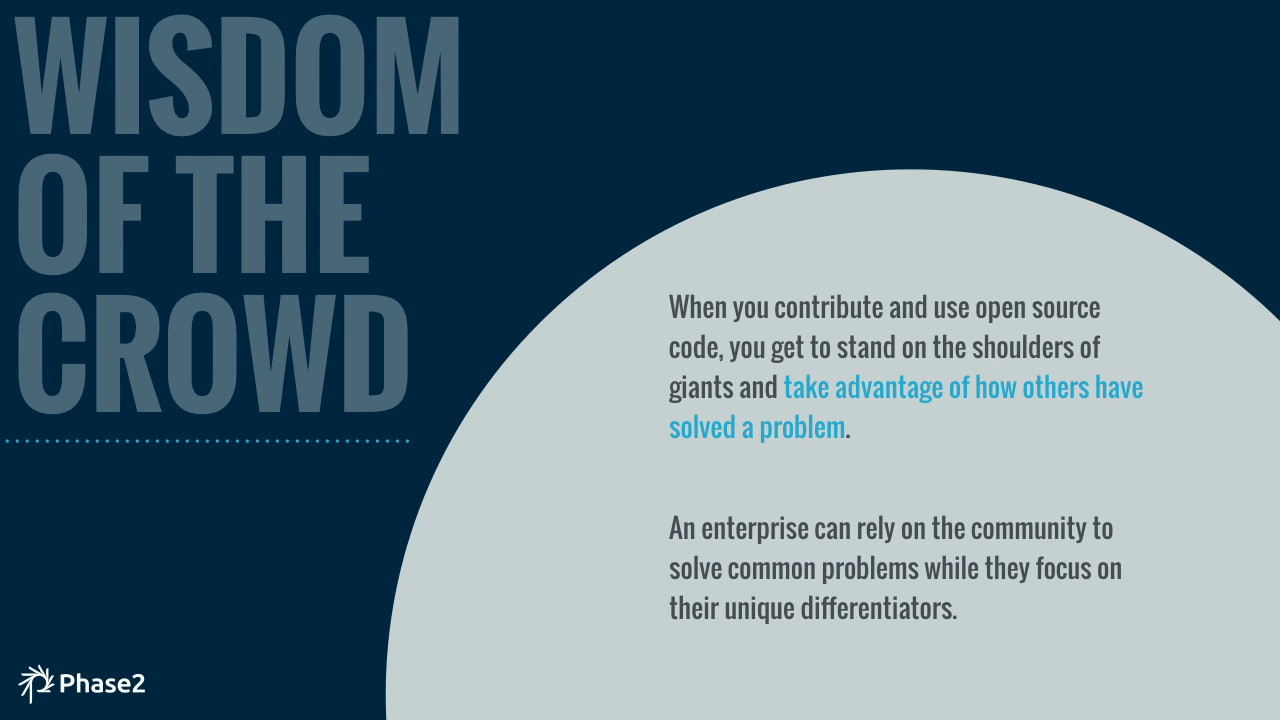 WISDOM
OF THE
CROWD
When you contribute and use open source
code, you get to stand on the shoulders of
giants and take advantage of how others have
solved a problem.
An enterprise can rely on the community to
solve common problems while they focus on
their unique differentiators.
Phase2